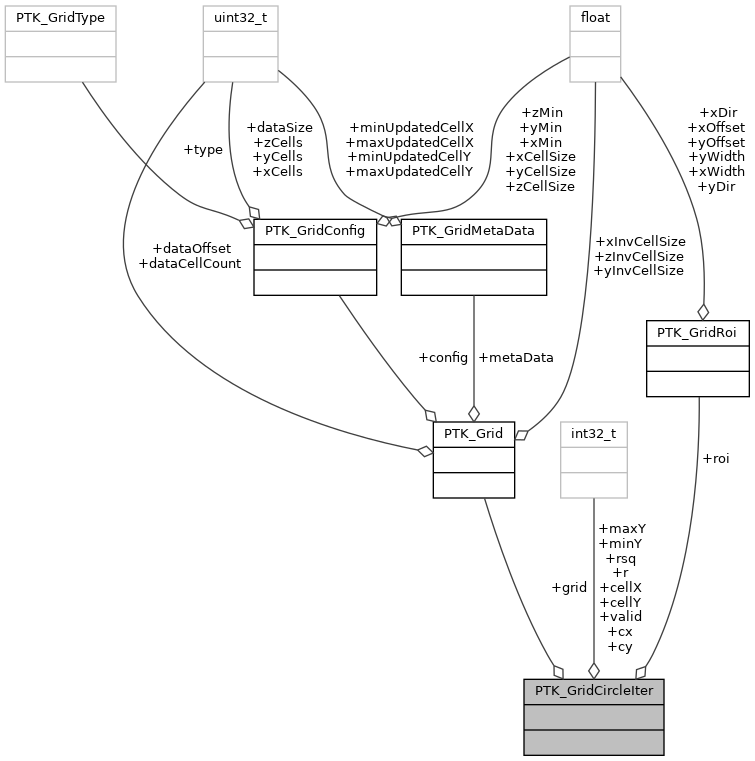 PTK_GridType
uint32_t
float
+type
+dataSize
+zCells
+yCells
+xCells
+minUpdatedCellX
+maxUpdatedCellX
+minUpdatedCellY
+maxUpdatedCellY
+zMin
+yMin
+xMin
+xCellSize
+yCellSize
+zCellSize
+xDir
+xOffset
+yOffset
+yWidth
+xWidth
+yDir
+dataOffset
+dataCellCount
PTK_GridConfig
PTK_GridMetaData
+xInvCellSize
+zInvCellSize
+yInvCellSize
PTK_GridRoi
+config
+metaData
PTK_Grid
int32_t
+roi
+grid
+maxY
+minY
+rsq
+r
+cellX
+cellY
+valid
+cx
+cy
PTK_GridCircleIter